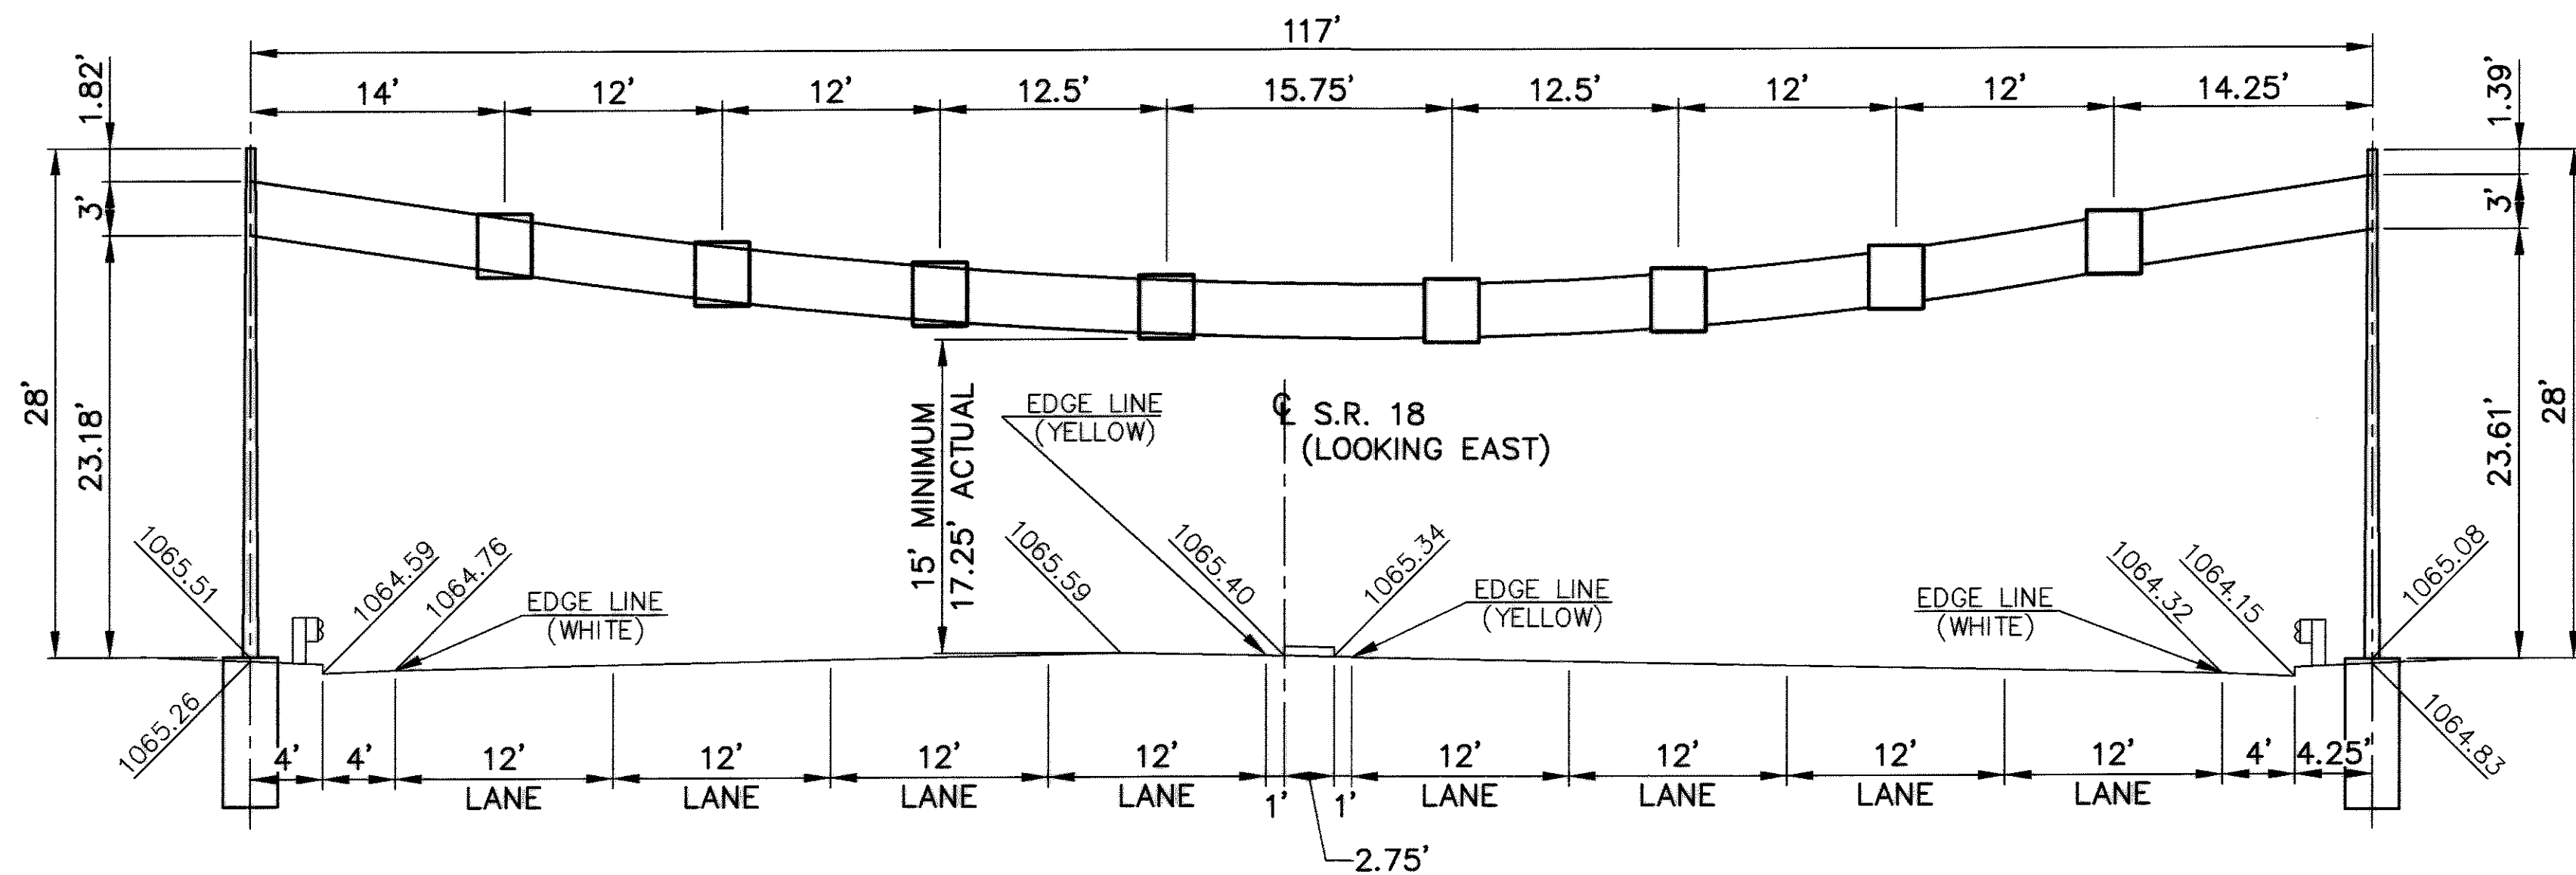 117'
14'
12'
12'
12.5'
15.75'
12.5'
12'
12'
14.25'
1.82'
3'
23.18'
28'
1.39'
3'
23.61'
28'
15' MINIMUM
17.25' ACTUAL
EDGE LINE
(YELLOW)
℄ S.R. 18
(LOOKING EAST)
1065.51
1064.59
1064.76
EDGE LINE
(WHITE)
1065.59
1065.40
1065.34
EDGE LINE
(YELLOW)
EDGE LINE
(WHITE)
1064.32
1064.15
1065.08
1065.26
1064.83
4'
4'
12'
LANE
12'
LANE
12'
LANE
12'
LANE
1'
1'
12'
LANE
12'
LANE
12'
LANE
12'
LANE
4'
4.25'
2.75'